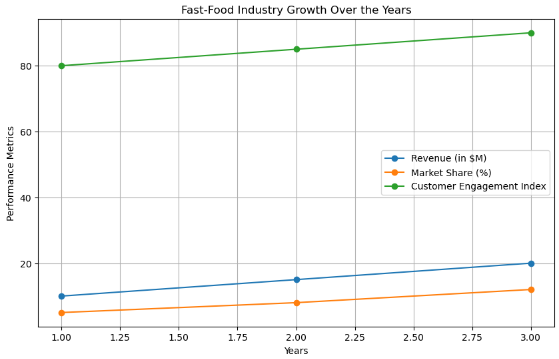 Fast-Food Industry Growth Over the Years
Performance Metrics
80
60
40
20
Revenue (in $M)
Market Share (%)
Customer Engagement Index
1.00 1.25 1.50 1.75 2.00 2.25 2.50 2.75 3.00
Years